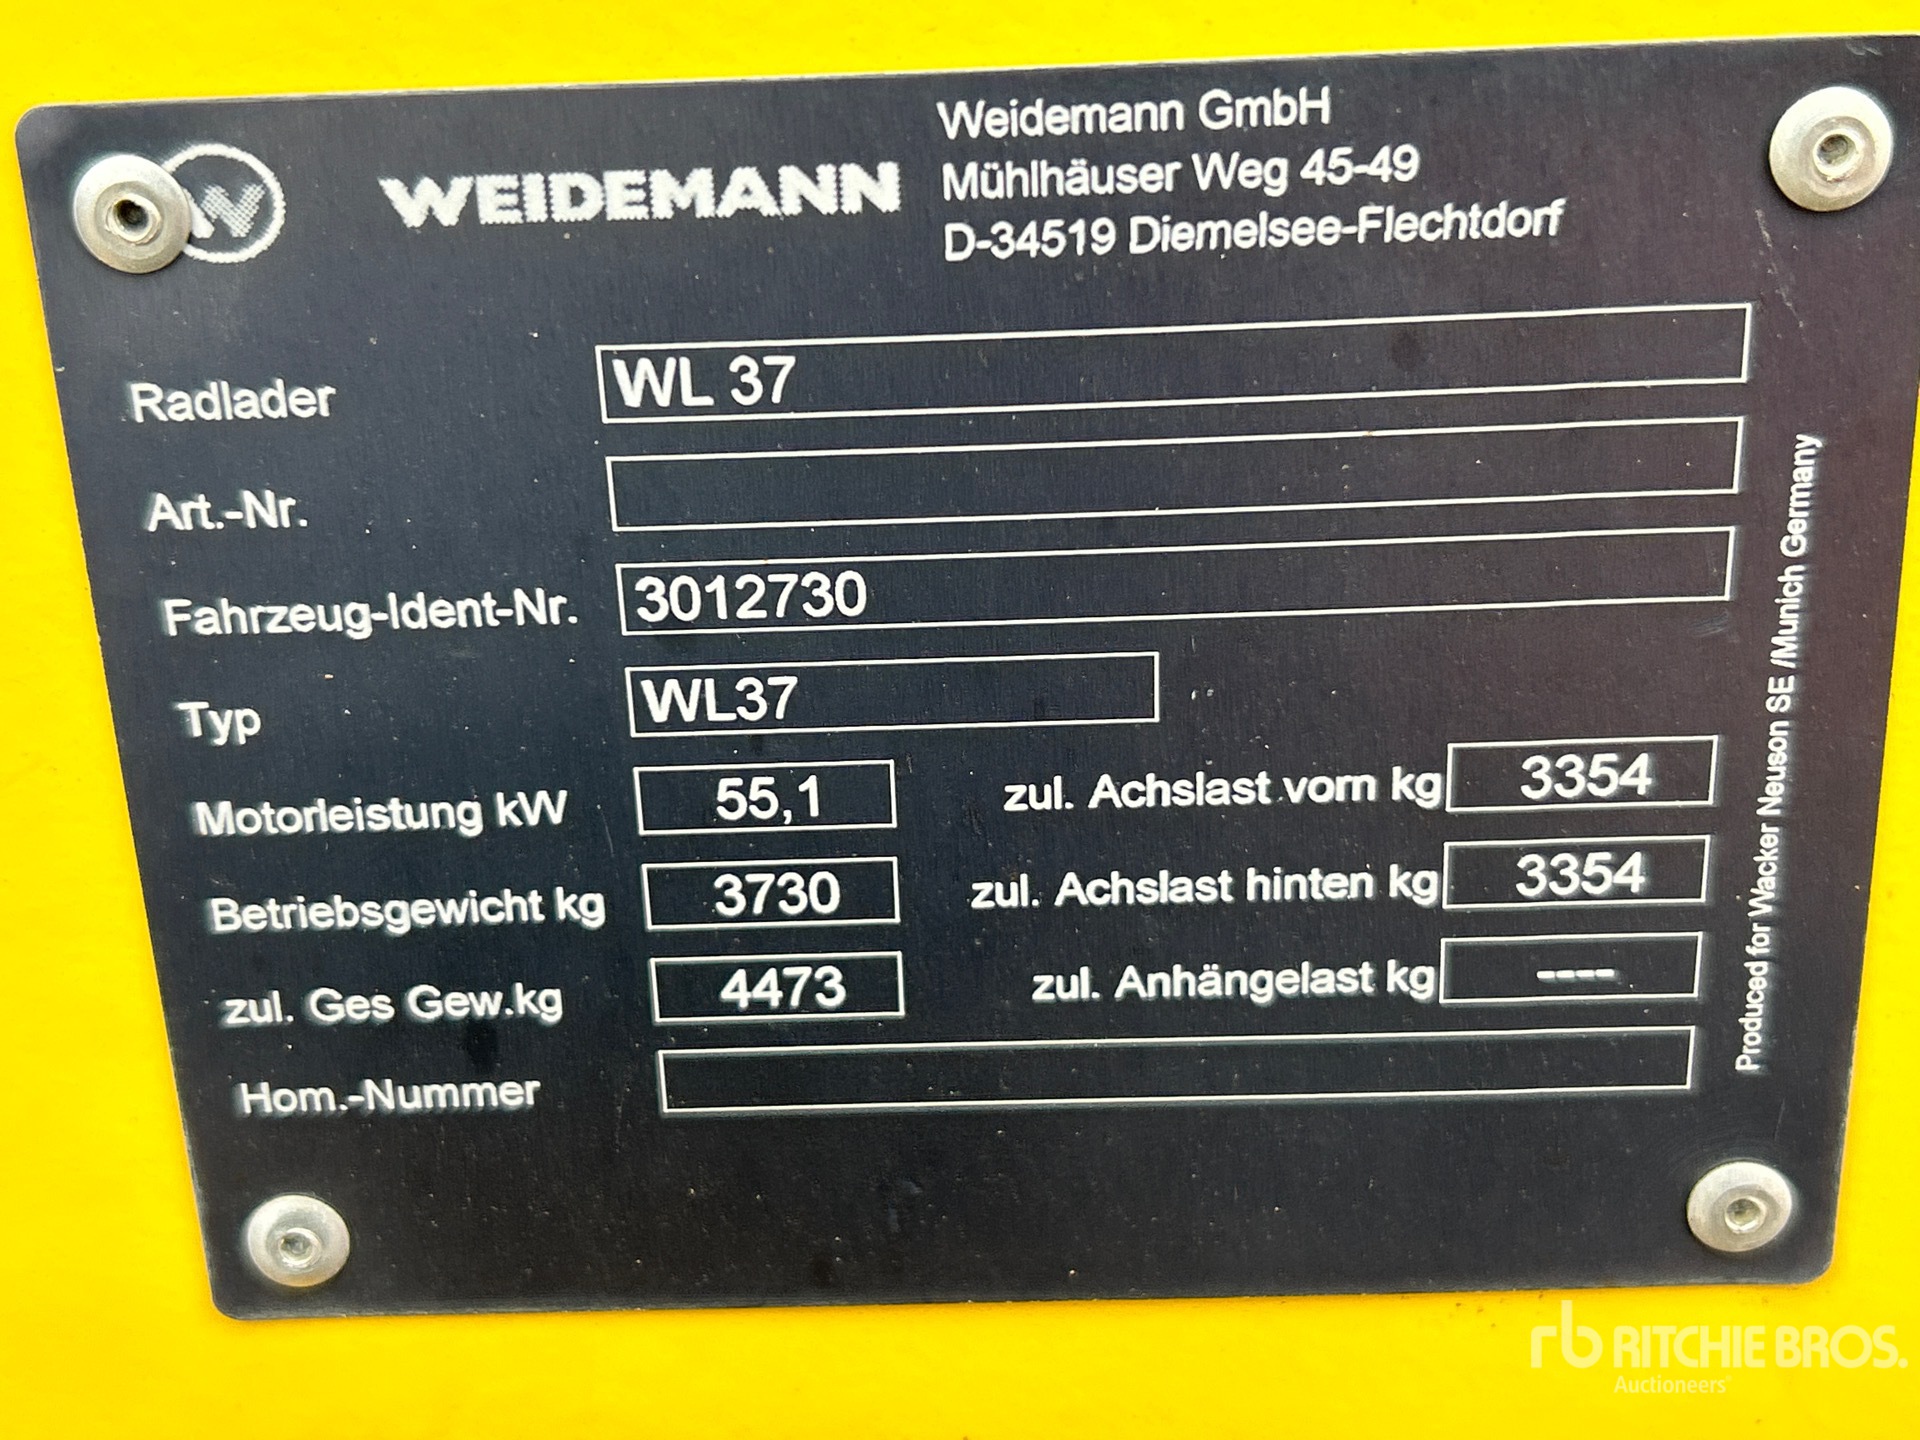 W WEIDEMANN
Weidemann GmbH
Mühlhäuser Weg 45-49
D-34519 Diemelsee-Flechtdorf
Radlader WL 37
Art.-Nr.
Fahrzeug-Ident-Nr. 3012730
Typ WL37
Motorleistung kW 55,1 zul. Achslast vorn kg 3354
Betriebsgewicht kg 3730 zul. Achslast hinten kg 3354
zul. Ges Gew.kg 4473 zul. Anhängelast kg ----
Hom.-Nummer
Produced for Wacker Neuson SE /Munich Germany
rb RITCHIE BROS.
Auctioneers